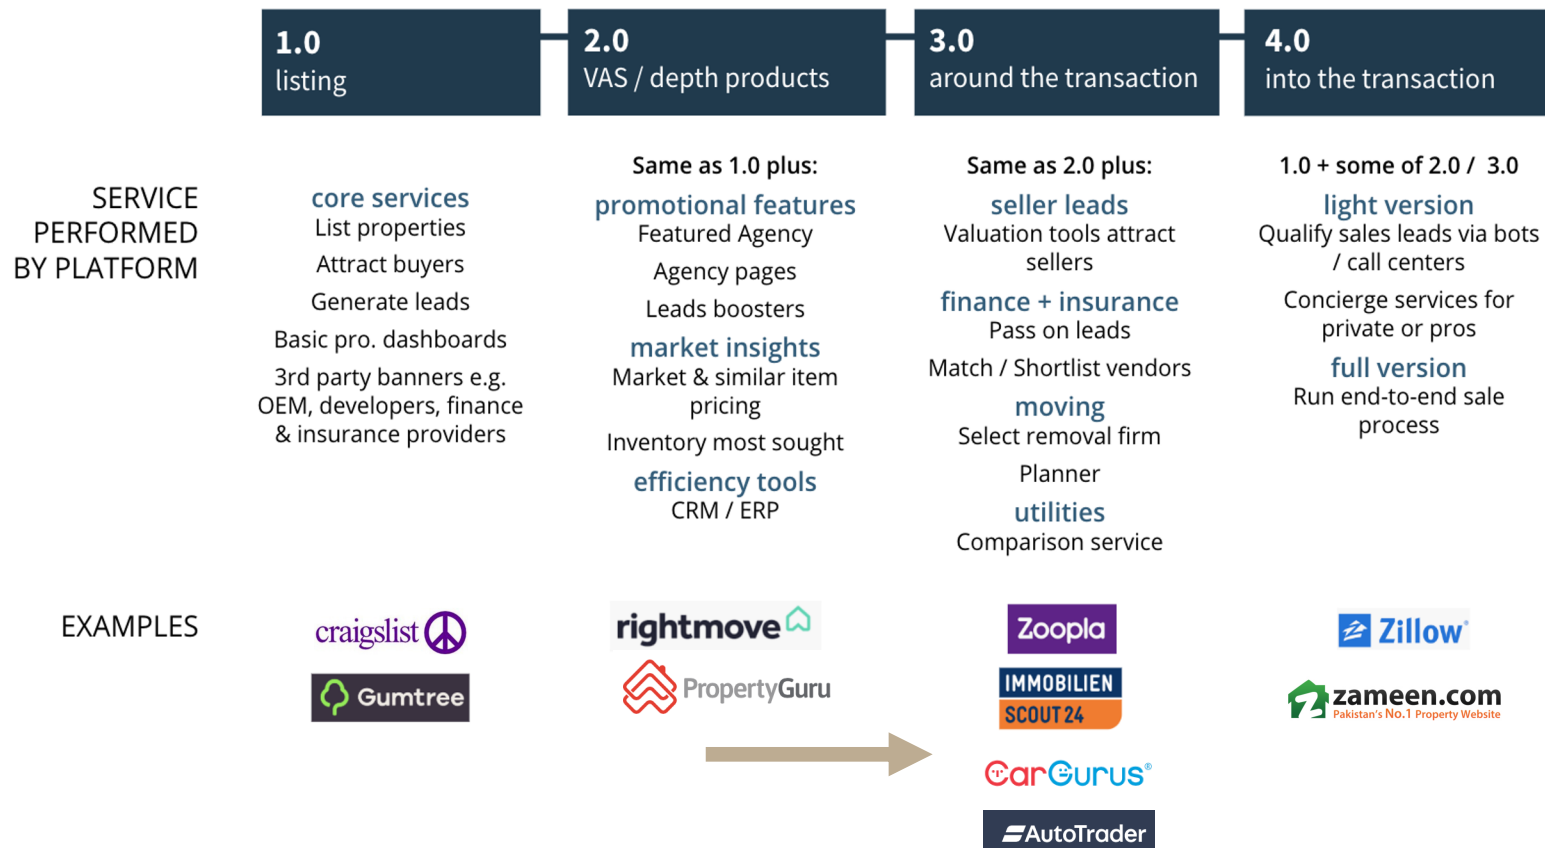 1.0
listing
2.0
VAS / depth products
3.0
around the transaction
4.0
into the transaction
SERVICE
PERFORMED
BY PLATFORM
core services
List properties
Attract buyers
Generate leads
Basic pro. dashboards
3rd party banners e.g.
OEM, developers, finance
& insurance providers
Same as 1.0 plus:
promotional features
Featured Agency
Agency pages
Leads boosters
market insights
Market & similar item
pricing
Inventory most sought
efficiency tools
CRM / ERP
Same as 2.0 plus:
seller leads
Valuation tools attract
sellers
finance + insurance
Pass on leads
Match / Shortlist vendors
moving
Select removal firm
Planner
utilities
Comparison service
1.0 + some of 2.0 / 3.0
light version
Qualify sales leads via bots
/ call centers
Concierge services for
private or pros
full version
Run end-to-end sale
process
EXAMPLES
craigslist
Gumtree
rightmove
PropertyGuru
Zoopla
IMMOBILIEN
SCOUT 24
CarGurus®
AutoTrader
Zillow®
zameen.com
Pakistan's No.1 Property Website